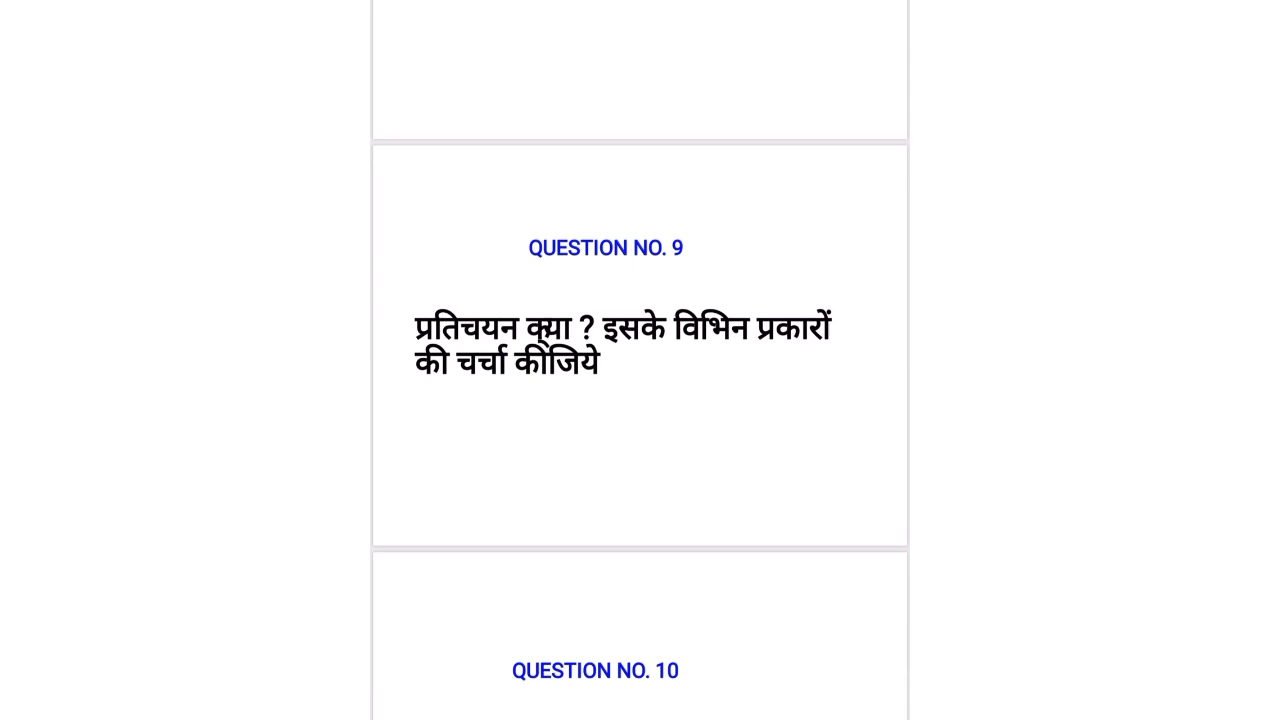 QUESTION NO. 9
प्रतिचयन क्या ? इसके विभिन प्रकारों
की चर्चा कीजिये
QUESTION NO. 10